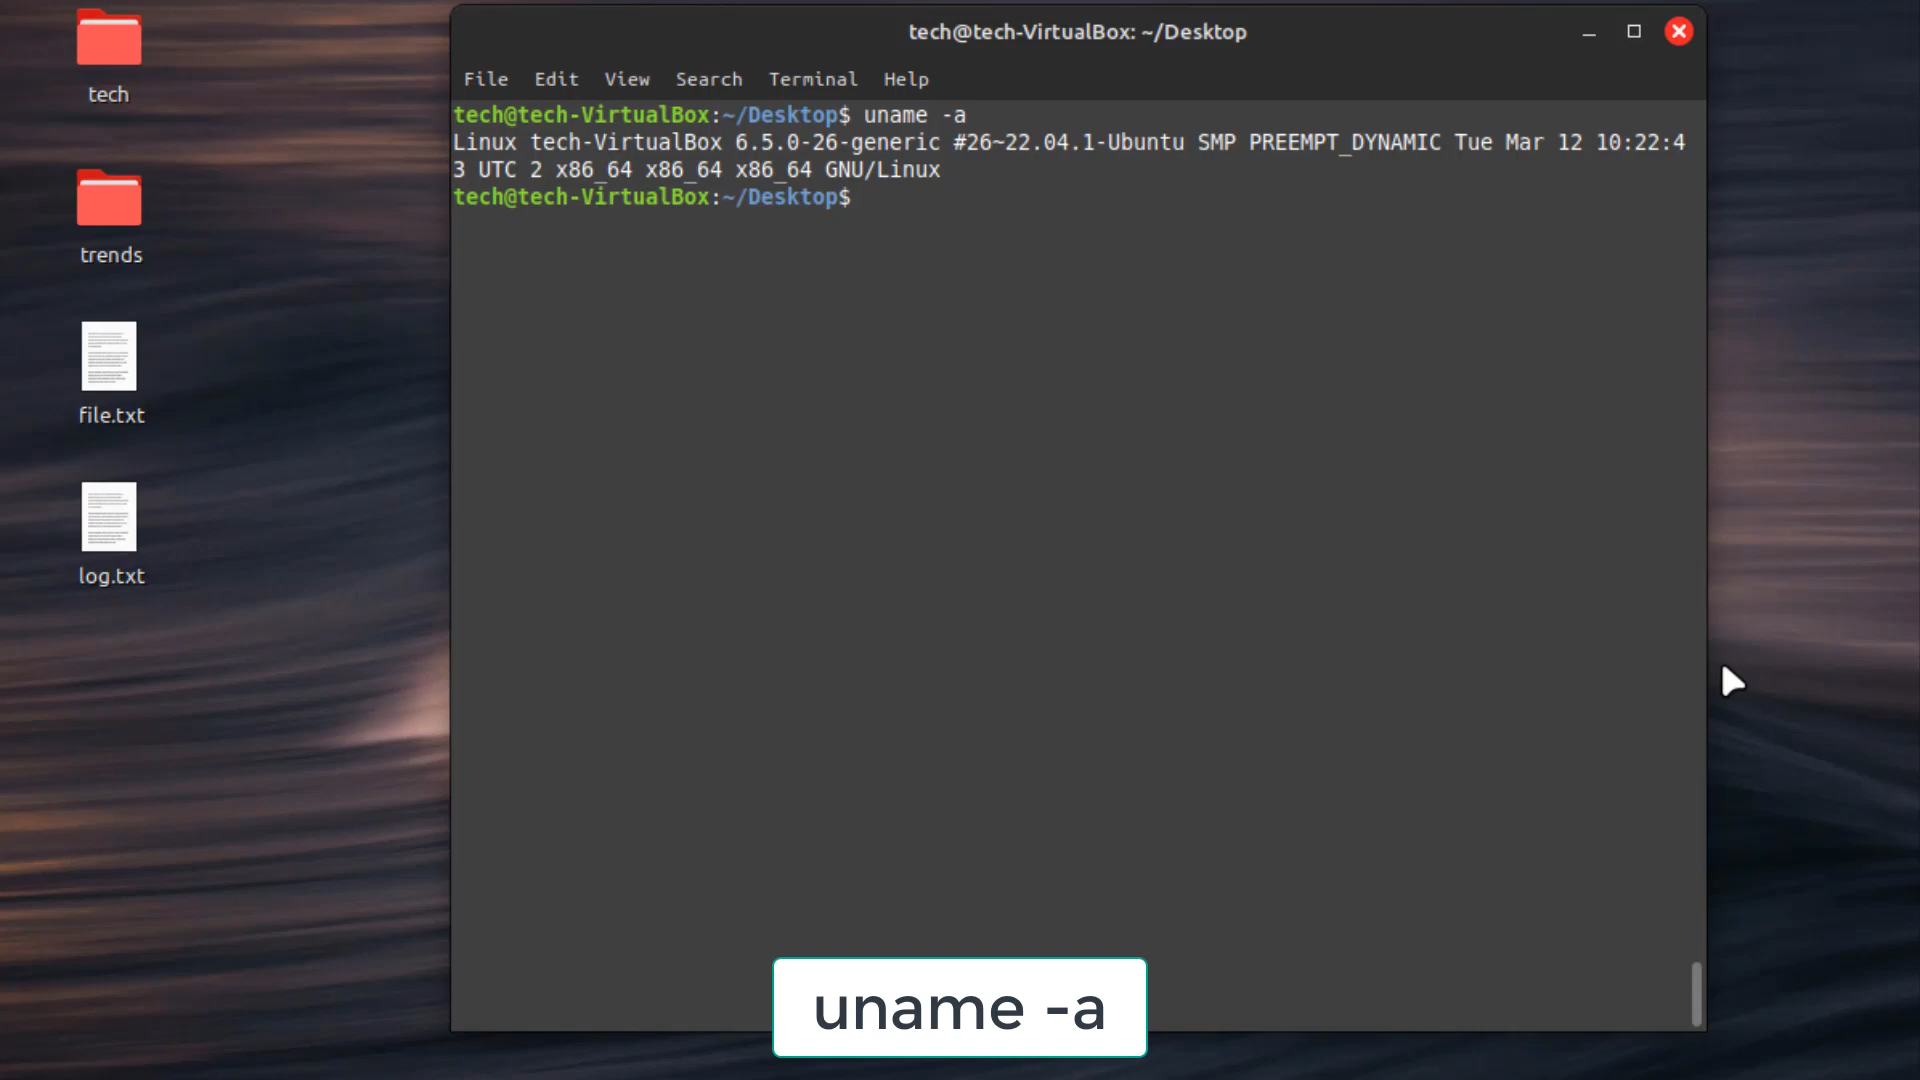 tech
trends
file.txt
log.txt
tech@tech-VirtualBox: ~/Desktop
File Edit View Search Terminal Help
tech@tech-VirtualBox:~/Desktop$ uname -a
Linux tech-VirtualBox 6.5.0-26-generic #26~22.04.1-Ubuntu SMP PREEMPT_DYNAMIC Tue Mar 12 10:22:4
3 UTC 2 x86_64 x86_64 x86_64 GNU/Linux
tech@tech-VirtualBox:~/Desktop$
uname -a